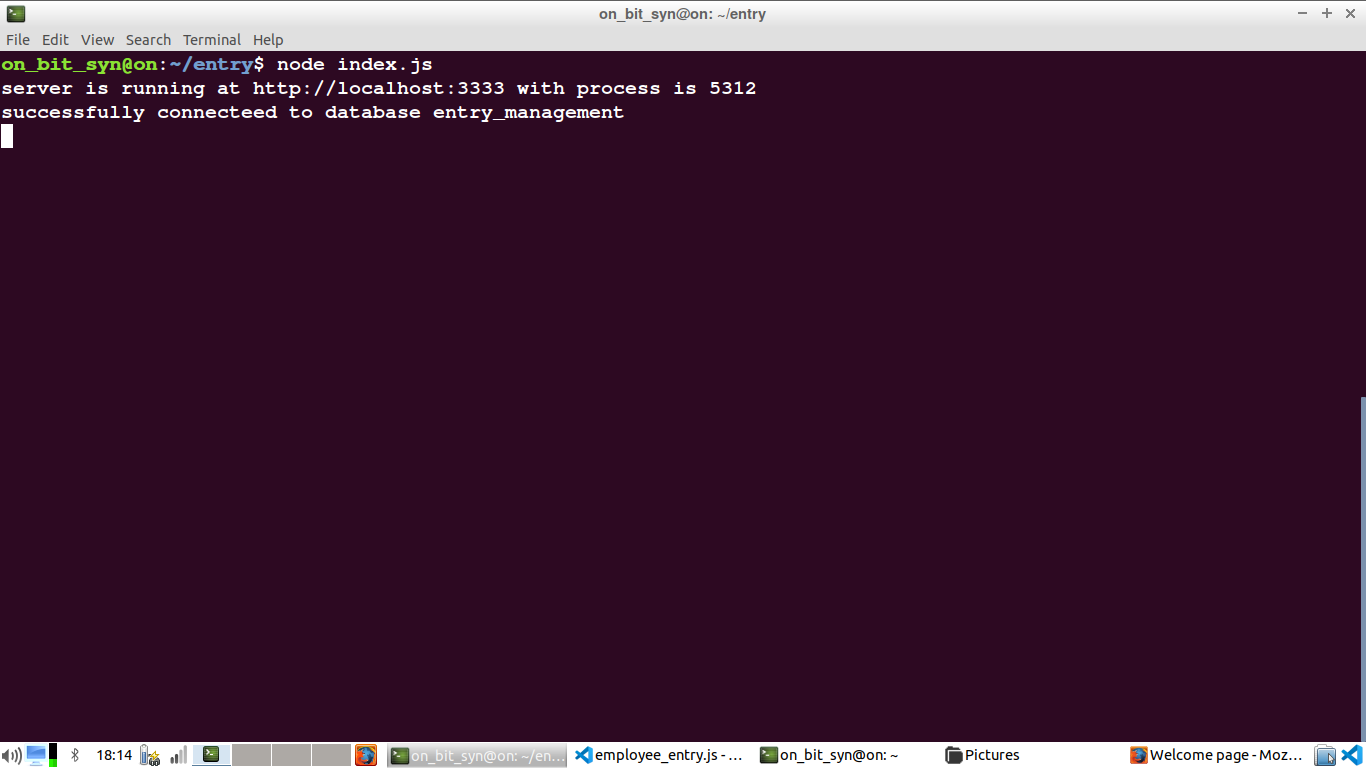 on_bit_syn@on: ~/entry
File Edit View Search Terminal Help
on_bit_syn@on:~/entry$ node index.js
server is running at http://localhost:3333 with process is 5312
successfully connecteed to database entry_management
18:14 on_bit_syn@on: ~/en... employee_entry.js - ... on_bit_syn@on: ~ Pictures Welcome page - Moz...